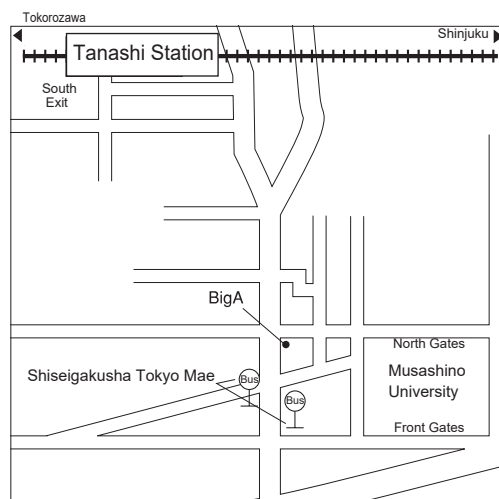 Tokorozawa
Shinjuku
Tanashi Station
South
Exit
BigA
North Gates
Shiseigakusha Tokyo Mae
Bus
Musashino
University
Bus
Front Gates